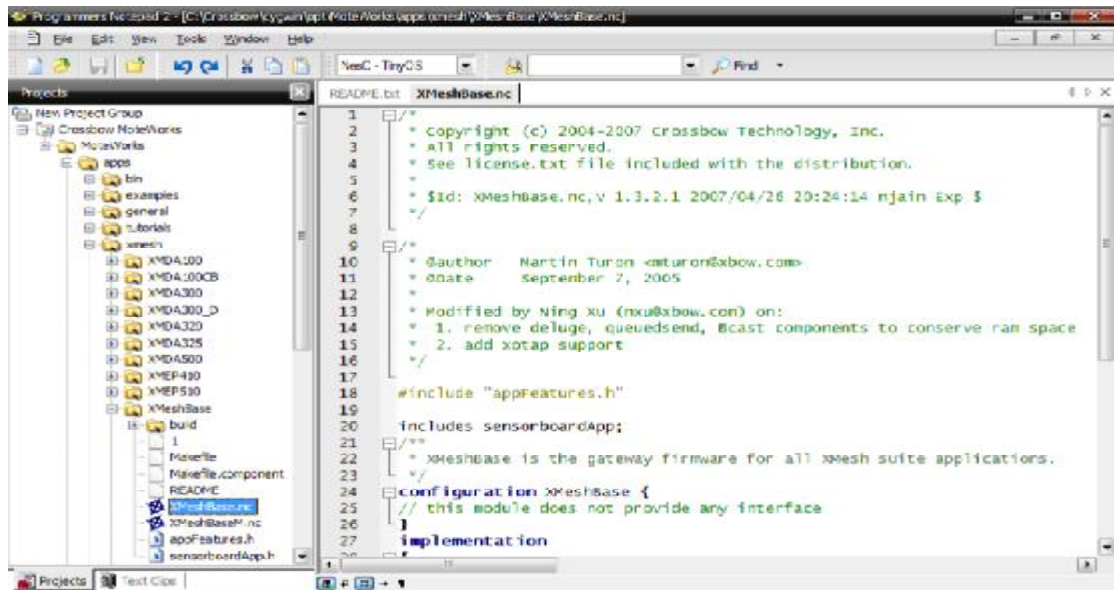 Programmers Notepad 2 - [C:\Crossbow\cygwin\opt\MoteWorks\apps\xmesh\XMeshBase\XMeshBase.nc]
File Edit View Tools Window Help
NesC - TinyOS
Find
Projects
New Project Group
Crossbow MoteWorks
MoteWorks
apps
bin
examples
general
tutorials
xmesh
XMDA100
XMDA100CB
XMDA300
XMDA300_D
XMDA320
XMDA325
XMDA500
XMEP410
XMEP510
XMeshBase
build
1
Makefile
Makefile.component
README
XMeshBase.nc
XMeshBaseM.nc
appFeatures.h
sensorboardApp.h
Projects Text Clips
README.txt XMeshBase.nc
1 /*
2 * Copyright (c) 2004-2007 Crossbow Technology, Inc.
3 * All rights reserved.
4 * See license.txt file included with the distribution.
5 *
6 * $Id: XMeshBase.nc,v 1.3.2.1 2007/04/26 20:24:14 njain Exp $
7 */
8
9 /*
10 * @author Martin Turon <mturon@xbow.com>
11 * @date September 7, 2005
12 *
13 * Modified by Ning Xu (nxu@xbow.com) on:
14 * 1. remove deluge, queuedsend, Bcast components to conserve ram space
15 * 2. add xotap support
16 */
17
18 #include "appFeatures.h"
19
20 includes sensorboardApp;
21 /**
22 * XMeshBase is the gateway firmware for all XMesh suite applications.
23 */
24 configuration XMeshBase {
25 // this module does not provide any interface
26 }
27 implementation